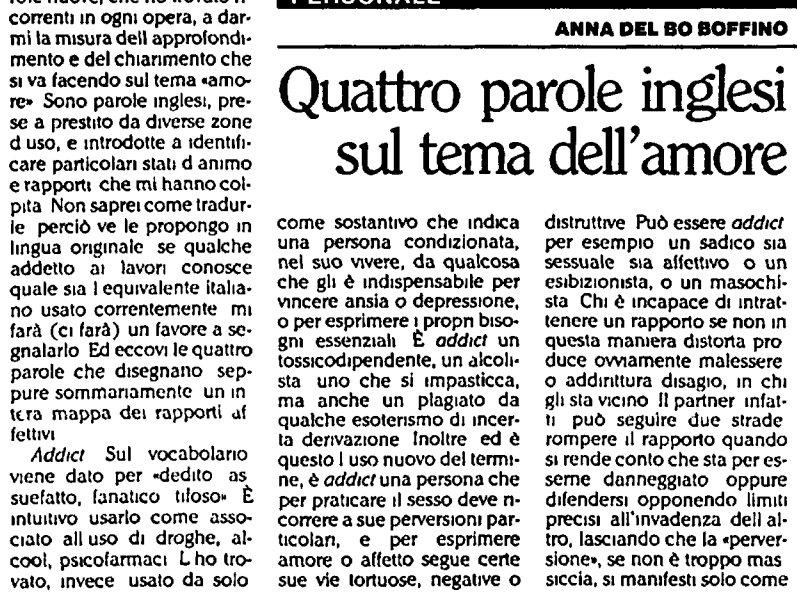 correnti in ogni opera, a dar-
mi la misura dell approfondi-
mento e del chiarimento che
si va facendo sul tema «amo-
re» Sono parole inglesi, pre-
se a prestito da diverse zone
d uso, e introdotte a identifi-
care particolari stati d animo
e rapporti che mi hanno col-
pita Non saprei come tradur-
le perciò ve le propongo in
lingua originale se qualche
addetto ai lavori conosce
quale sia l equivalente italia-
no usato correntemente mi
farà (ci farà) un favore a se-
gnalarlo Ed eccovi le quattro
parole che disegnano sep-
pure sommariamente un in
tera mappa dei rapporti af
fettivi
Addict Sul vocabolario
viene dato per «dedito as
suefatto, fanatico tifoso» È
intuitivo usarlo come asso-
ciato all uso di droghe, al-
cool, psicofarmaci L ho tro-
vato, invece usato da solo
PERSONALE
ANNA DEL BO BOFFINO
Quattro parole inglesi
sul tema dell'amore
come sostantivo che indica
una persona condizionata,
nel suo vivere, da qualcosa
che gli è indispensabile per
vincere ansia o depressione,
o per esprimere i propri biso-
gni essenziali È addict un
tossicodipendente, un alcoli-
sta uno che si impasticca,
ma anche un plagiato da
qualche esoterismo di incer-
ta derivazione Inoltre ed è
questo l uso nuovo del termi-
ne, è addict una persona che
per praticare il sesso deve ri-
correre a sue perversioni par-
ticolari, e per esprimere
amore o affetto segue certe
sue vie tortuose, negative o
distruttive Può essere addict
per esempio un sadico sia
sessuale sia affettivo o un
esibizionista, o un masochi-
sta Chi è incapace di intrat-
tenere un rapporto se non in
questa maniera distorta pro
duce ovviamente malessere
o addirittura disagio, in chi
gli sta vicino Il partner infat-
ti può seguire due strade
rompere il rapporto quando
si rende conto che sta per es-
serne danneggiato oppure
difendersi opponendo limiti
precisi all'invadenza dell al-
tro, lasciando che la «perver-
sione», se non è troppo mas
siccia, si manifesti solo come